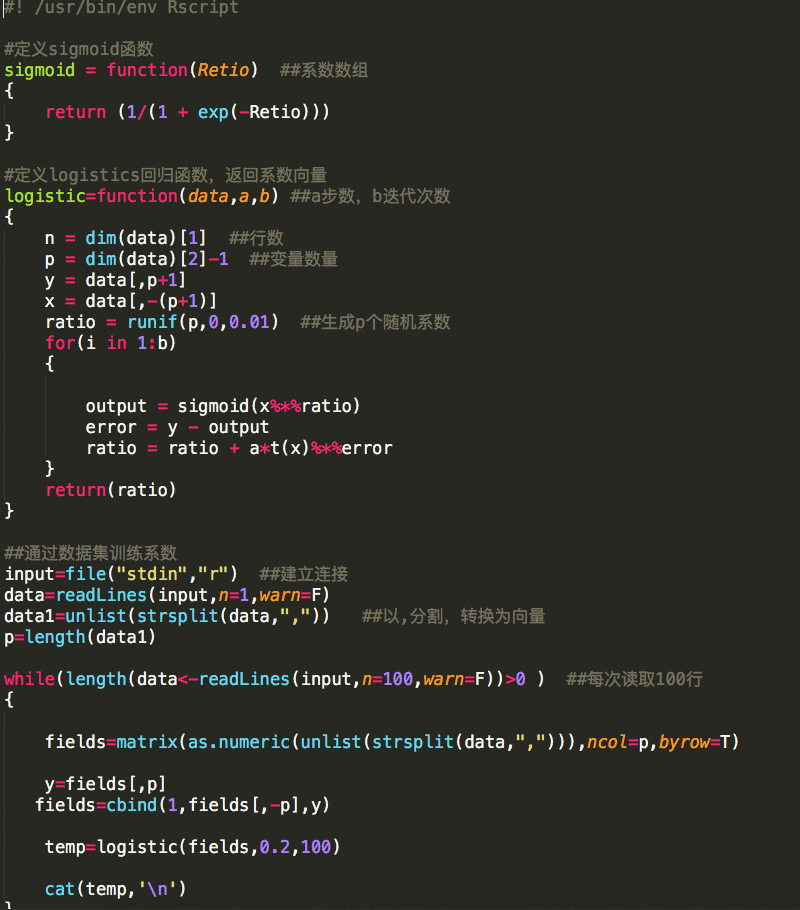 #! /usr/bin/env Rscript
#定义sigmoid函数
sigmoid = function(Retio)  ##系数数组
{
    return (1/(1 + exp(-Retio)))
}
#定义logistics回归函数，返回系数向量
logistic=function(data,a,b) ##a步数，b迭代次数
{
    n = dim(data)[1]  ##行数
    p = dim(data)[2]-1  ##变量数量
    y = data[,p+1]
    x = data[,-(p+1)]
    ratio = runif(p,0,0.01)  ##生成p个随机系数
    for(i in 1:b)
    {
        output = sigmoid(x%*%ratio)
        error = y - output
        ratio = ratio + a*t(x)%*%error
    }
    return(ratio)
}
##通过数据集训练系数
input=file("stdin","r")  ##建立连接
data=readLines(input,n=1,warn=F)
data1=unlist(strsplit(data,","))   ##以,分割，转换为向量
p=length(data1)
while(length(data<-readLines(input,n=100,warn=F))>0 )  ##每次读取100行
{
    fields=matrix(as.numeric(unlist(strsplit(data,","))),ncol=p,byrow=T)
    y=fields[,p]
   fields=cbind(1,fields[,-p],y)
    temp=logistic(fields,0.2,100)
    cat(temp,'\n')
}